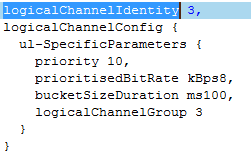 logicalChannelIdentity 3,
logicalChannelConfig {
ul-SpecificParameters {
priority 10,
prioritisedBitRate kBps8,
bucketSizeDuration ms100,
logicalChannelGroup 3
}
}